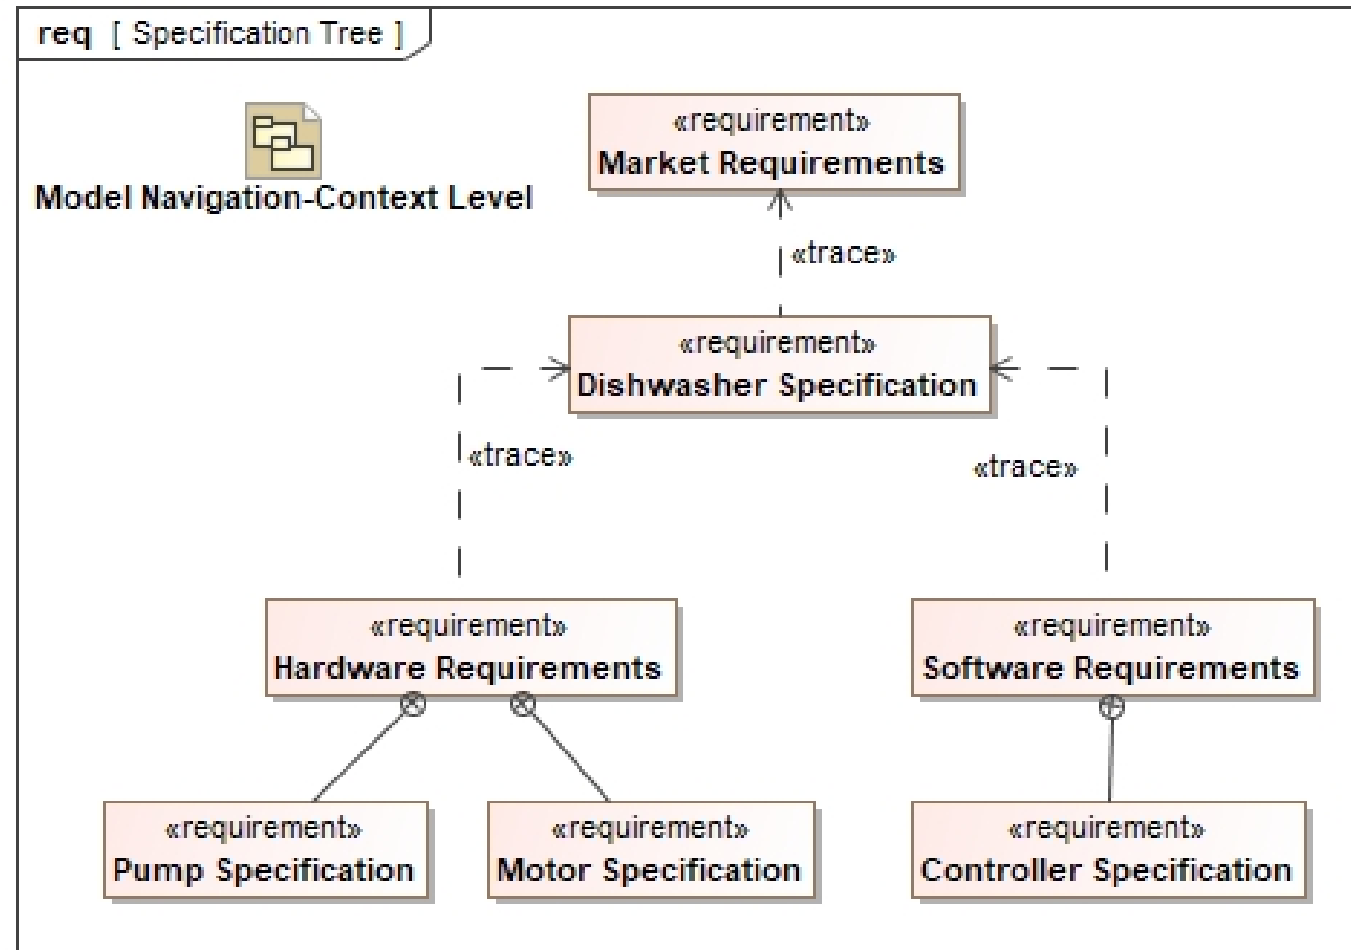 req [ Specification Tree ]
Model Navigation-Context Level
«requirement»
Market Requirements
«trace»
«requirement»
Dishwasher Specification
«trace»
«trace»
«requirement»
Hardware Requirements
«requirement»
Software Requirements
«requirement»
Pump Specification
«requirement»
Motor Specification
«requirement»
Controller Specification